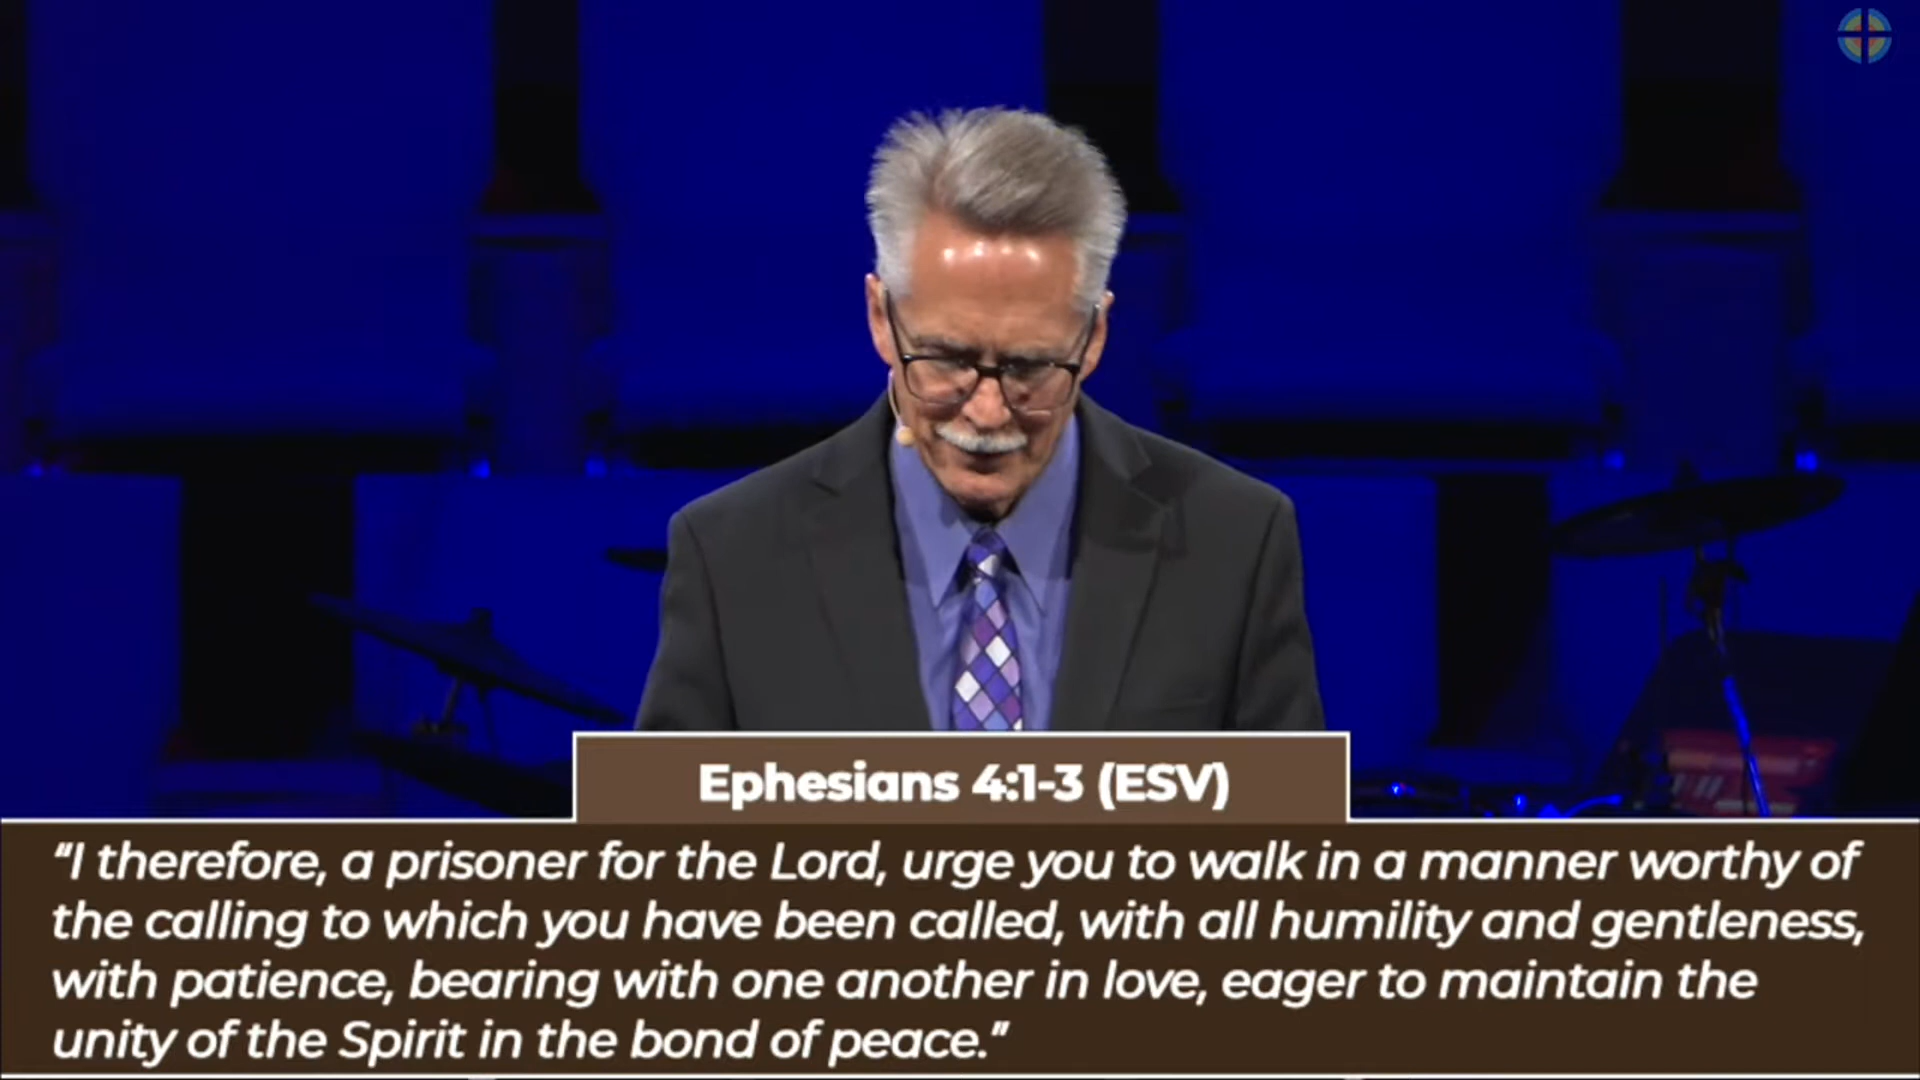 Ephesians 4:1-3 (ESV)
“I therefore, a prisoner for the Lord, urge you to walk in a manner worthy of
the calling to which you have been called, with all humility and gentleness,
with patience, bearing with one another in love, eager to maintain the
unity of the Spirit in the bond of peace.”